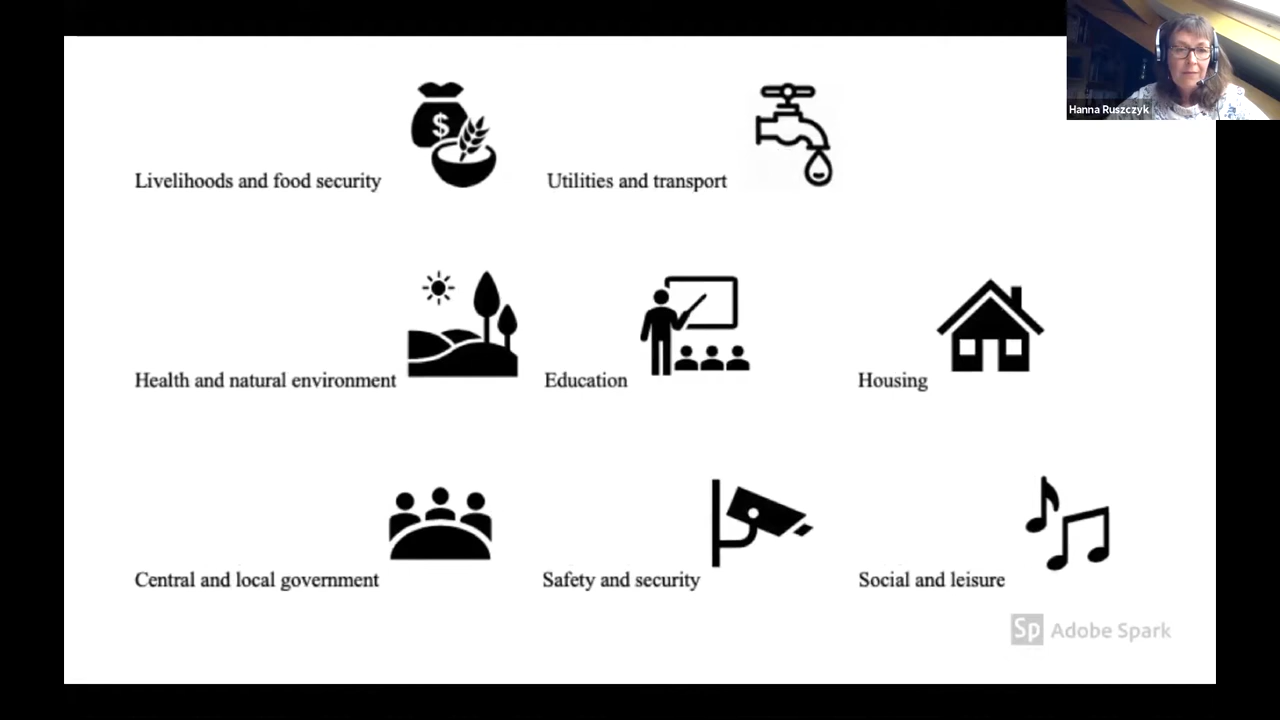 Hanna Ruszczyk
$
Livelihoods and food security
Utilities and transport
Health and natural environment
Education
Housing
Central and local government
Safety and security
Social and leisure
Sp Adobe Spark